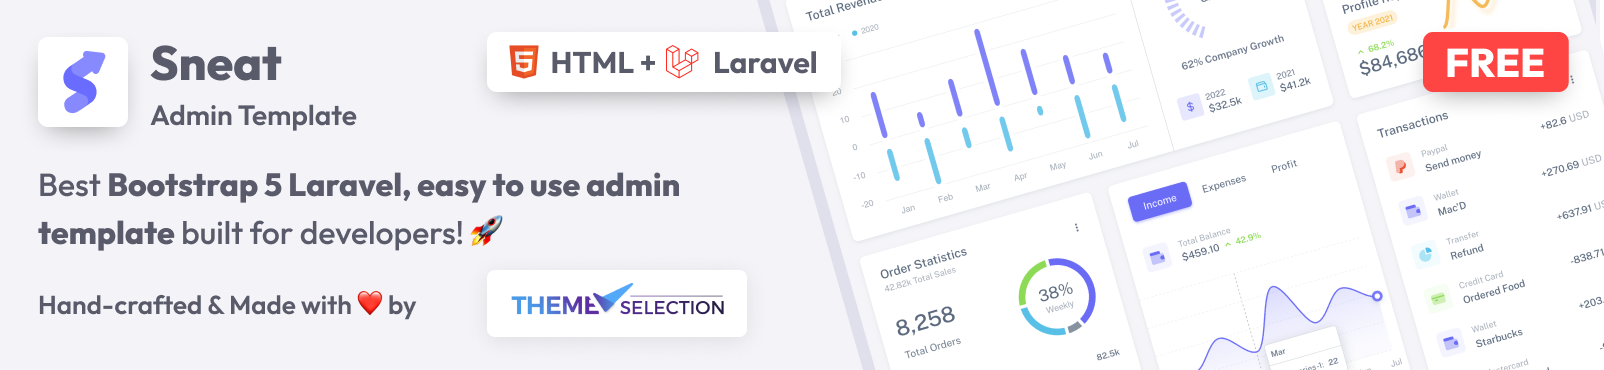 Sneat
Admin Template
HTML + Laravel
Best Bootstrap 5 Laravel, easy to use admin
template built for developers! 🚀
Hand-crafted & Made with ❤️ by
THEME SELECTION
FREE
Total Revenue
2020
10
0
-10
-20
Jan
Feb
Mar
Apr
May
Jun
Jul
62% Company Growth
2022
$32.5k
2021
$41.2k
YEAR 2021
68.2%
$84,686
Order Statistics
42.82k Total Sales
8,258
Total Orders
38%
Weekly
82.5k
Income
Expenses
Profit
Total Balance
$459.10
42.9%
Mar
22
Jul
Transactions
Paypal
Send money
+82.6 USD
Wallet
Mac'D
+270.69 USD
Transfer
Refund
+637.91
Credit Card
Ordered Food
-838.71
Wallet
Starbucks
+203.